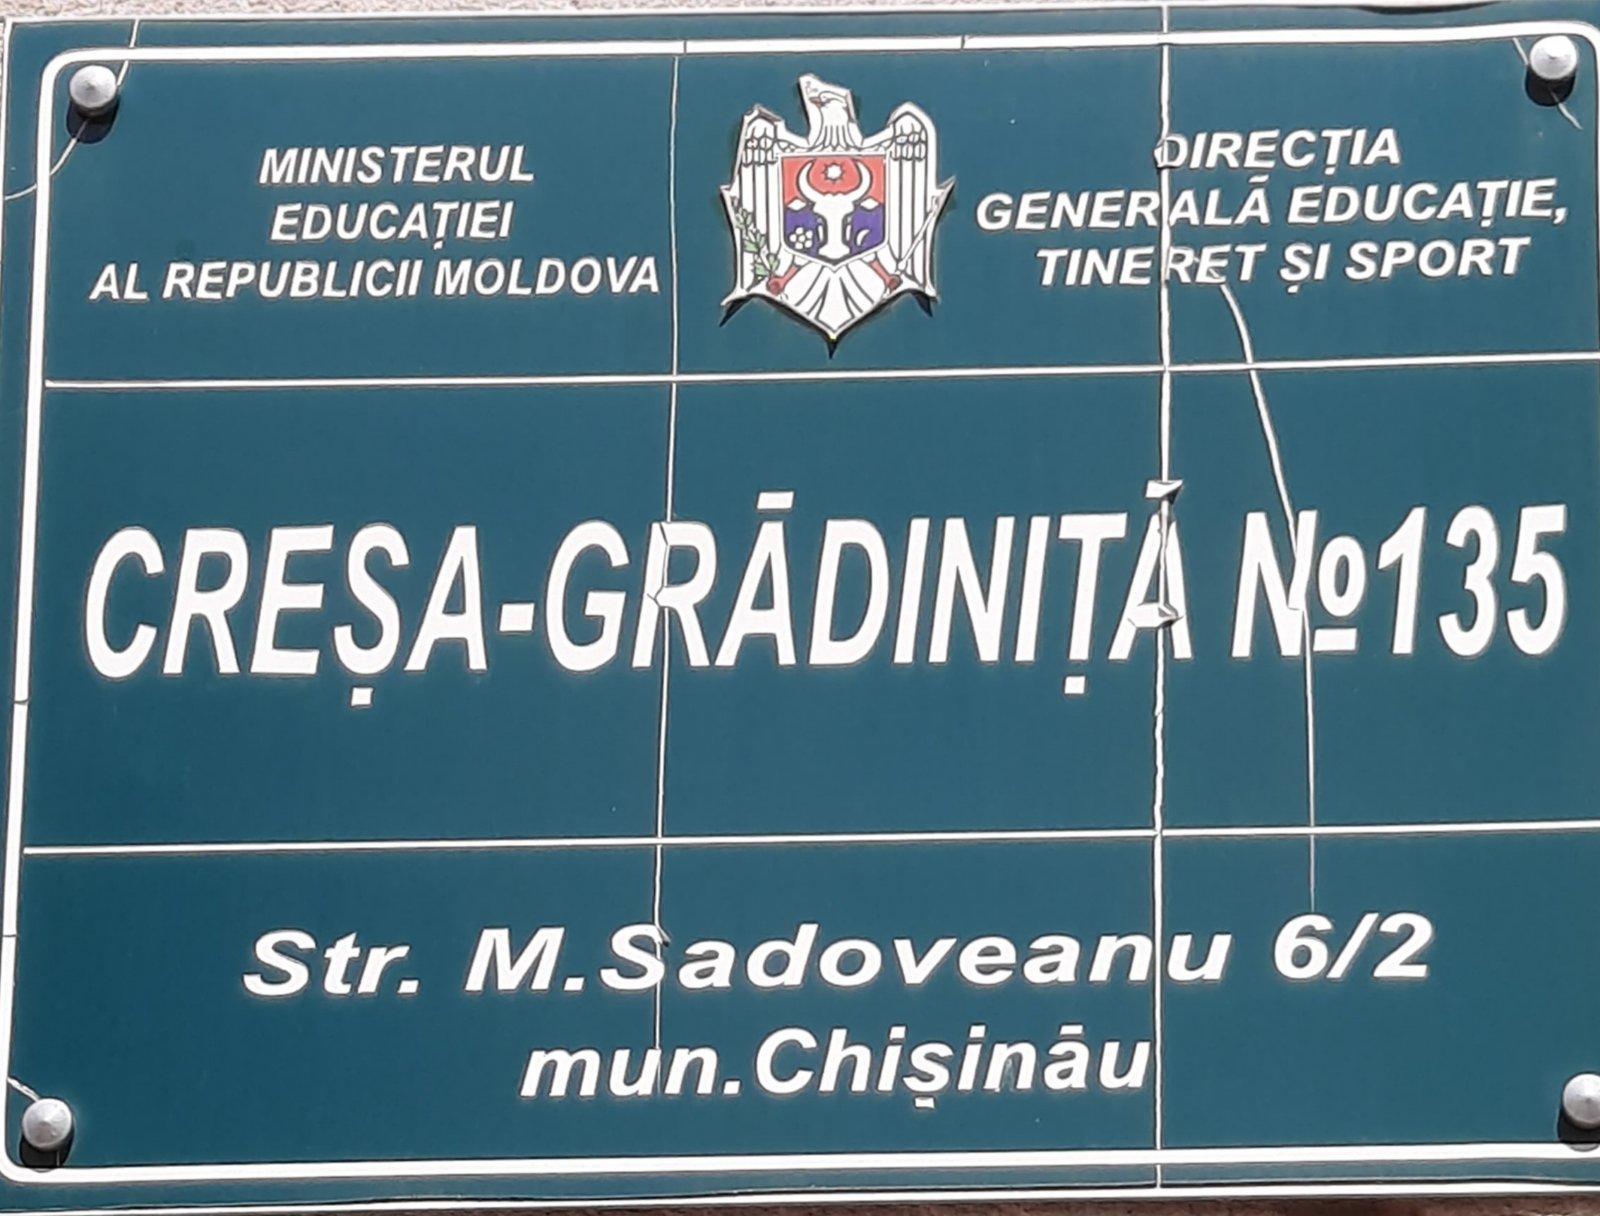 MINISTERUL
EDUCAȚIEI
AL REPUBLICII MOLDOVA
DIRECȚIA
GENERALĂ EDUCAȚIE,
TINERET ȘI SPORT
CREȘA-GRĂDINIȚĂ №135
Str. M.Sadoveanu 6/2
mun.Chișinău